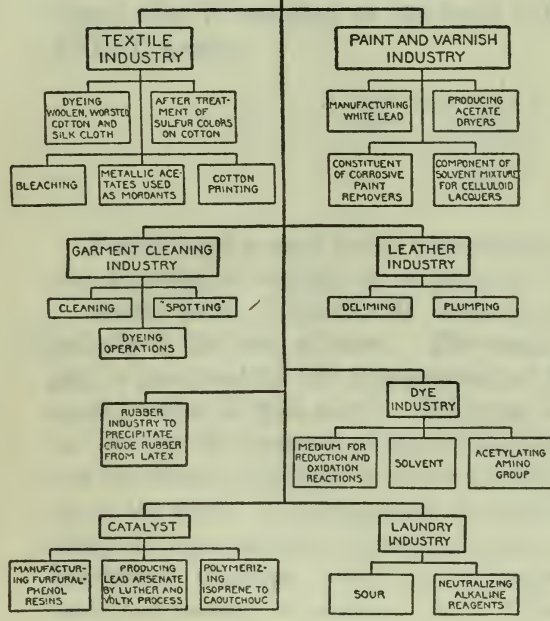 TEXTILE
INDUSTRY
DYEING
WOOLEN, WORSTED
COTTON AND
SILK CLOTH
AFTER TREAT-
MENT OF
SULFUR COLORS
ON COTTON
BLEACHING
METALLIC ACE-
TATES USED
AS MORDANTS
COTTON
PRINTING
PAINT AND VARNISH
INDUSTRY
MANUFACTURING
WHITE LEAD
PRODUCING
ACETATE
DRYERS
CONSTITUENT
OF CORROSIVE
PAINT
REMOVERS
COMPONENT OF
SOLVENT MIXTURE
FOR CELLULOID
LACQUERS
GARMENT CLEANING
INDUSTRY
CLEANING
"SPOTTING"
DYEING
OPERATIONS
LEATHER
INDUSTRY
DELIMING
PLUMPING
RUBBER
INDUSTRY TO
PRECIPITATE
CRUDE RUBBER
FROM LATEX
DYE
INDUSTRY
MEDIUM FOR
REDUCTION AND
OXIDATION
REACTIONS
SOLVENT
ACETYLATING
AMINO
GROUP
CATALYST
MANUFACTUR-
ING FURFURAL-
PHENOL
RESINS
PRODUCING
LEAD ARSENATE
BY LUTHER AND
VOLTK PROCESS
POLYMERIZ-
ING
ISOPRENE TO
CAOUTCHOUC
LAUNDRY
INDUSTRY
SOUR
NEUTRALIZING
ALKALINE
REAGENTS